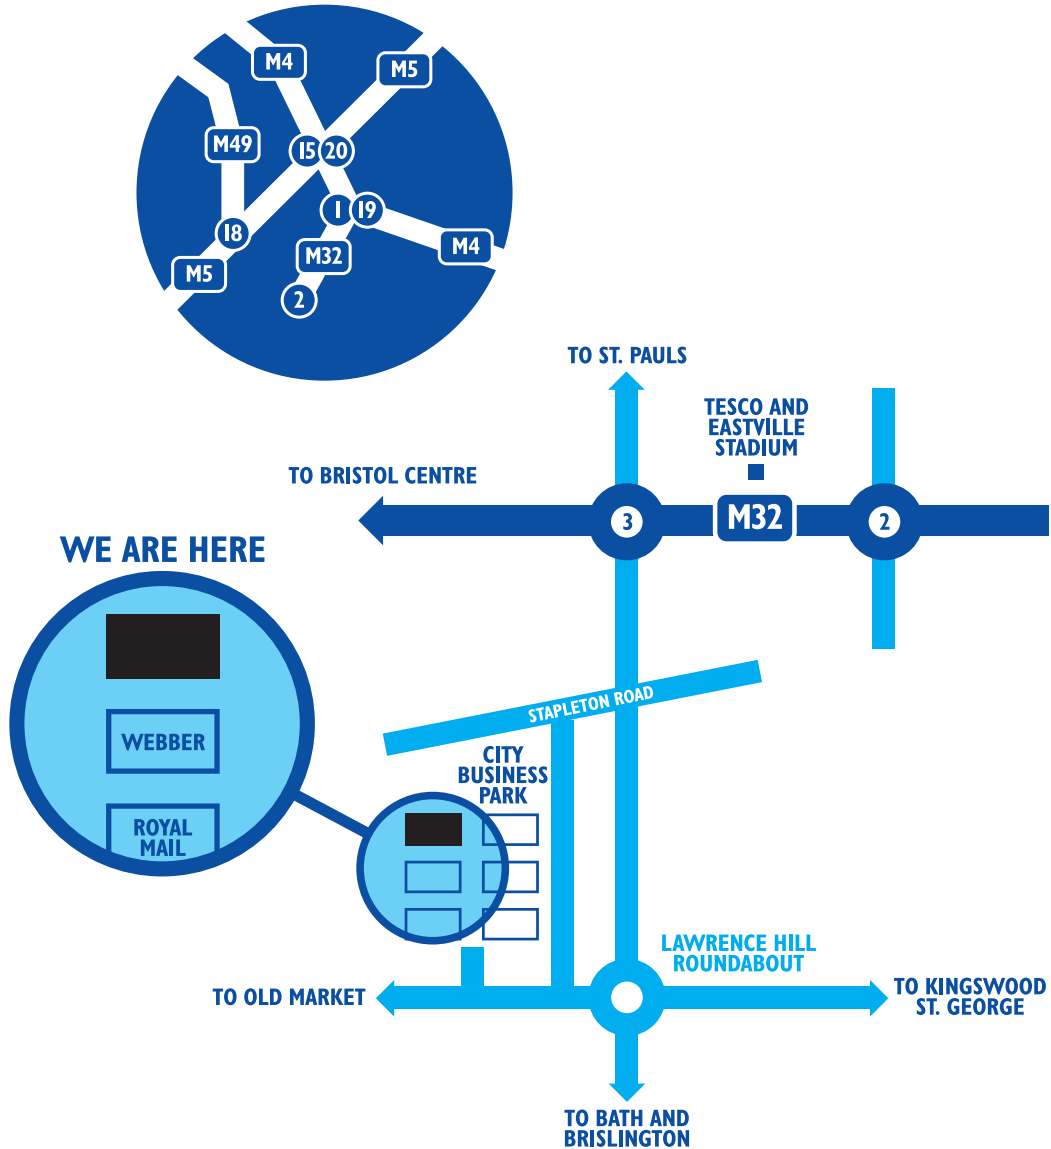 M4
M5
M49
15
20
1
19
18
M32
M4
M5
2
TO ST. PAULS
TESCO AND
EASTVILLE
STADIUM
TO BRISTOL CENTRE
3
M32
2
WE ARE HERE
WEBBER
ROYAL
MAIL
STAPLETON ROAD
CITY
BUSINESS
PARK
LAWRENCE HILL
ROUNDABOUT
TO OLD MARKET
TO KINGSWOOD
ST. GEORGE
TO BATH AND
BRISLINGTON